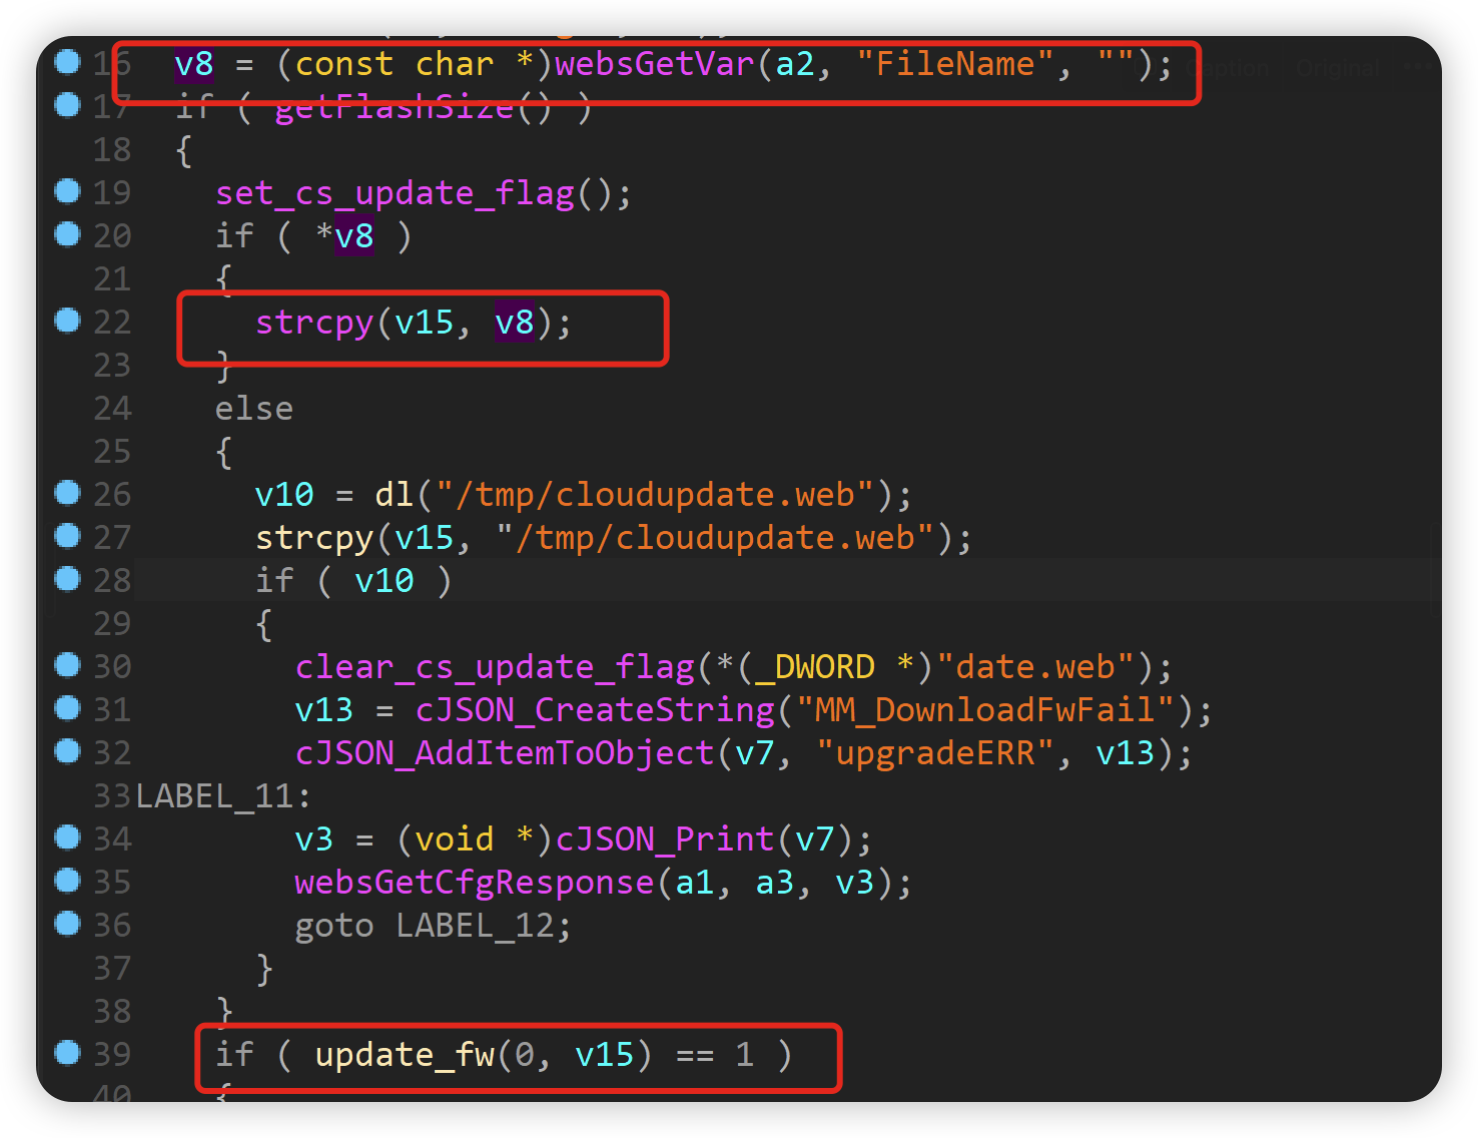 16 v8 = (const char *)websGetVar(a2, "FileName", ""); Caption Original
17 if ( getFlashSize() )
18 {
19 set_cs_update_flag();
20 if ( *v8 )
21 {
22 strcpy(v15, v8);
23 }
24 else
25 {
26 v10 = dl("/tmp/cloudupdate.web");
27 strcpy(v15, "/tmp/cloudupdate.web");
28 if ( v10 )
29 {
30 clear_cs_update_flag(*(_DWORD *)"date.web");
31 v13 = cJSON_CreateString("MM_DownloadFwFail");
32 cJSON_AddItemToObject(v7, "upgradeERR", v13);
33 LABEL_11:
34 v3 = (void *)cJSON_Print(v7);
35 websGetCfgResponse(a1, a3, v3);
36 goto LABEL_12;
37 }
38 }
39 if ( update_fw(0, v15) == 1 )
40 {